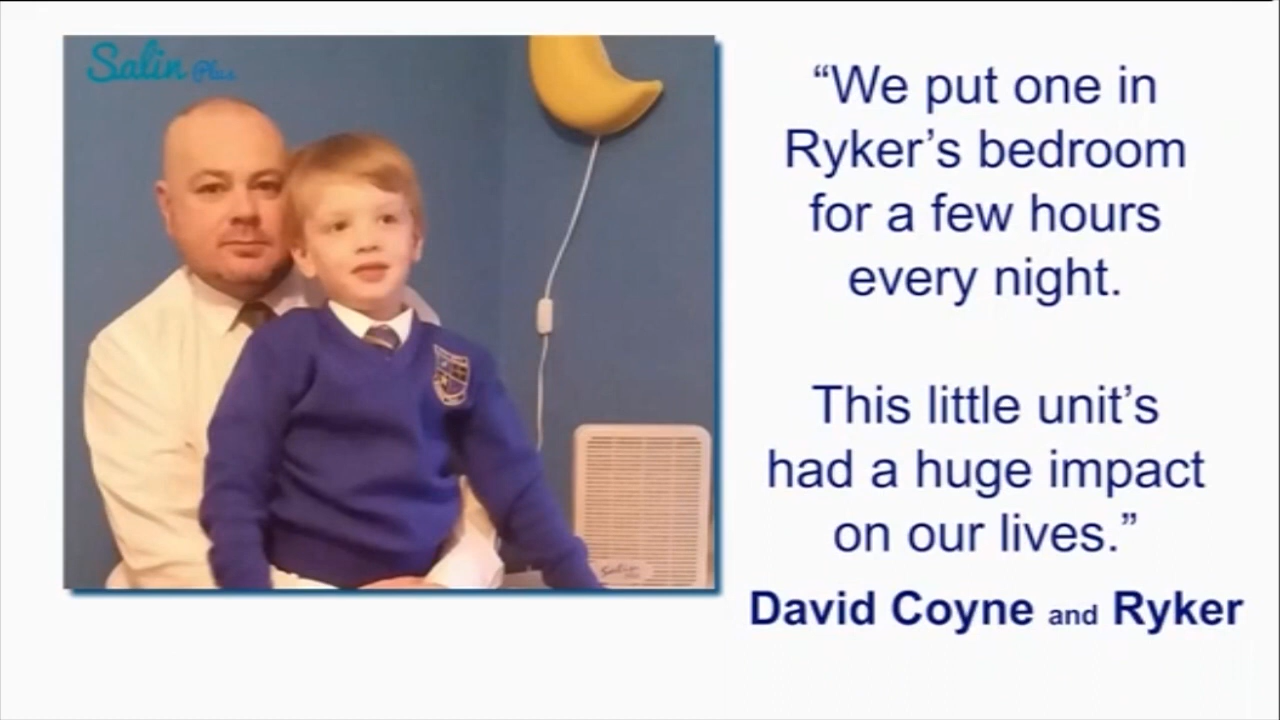 Salin Plus
“We put one in
Ryker’s bedroom
for a few hours
every night.
This little unit’s
had a huge impact
on our lives.”
David Coyne and Ryker
Salin